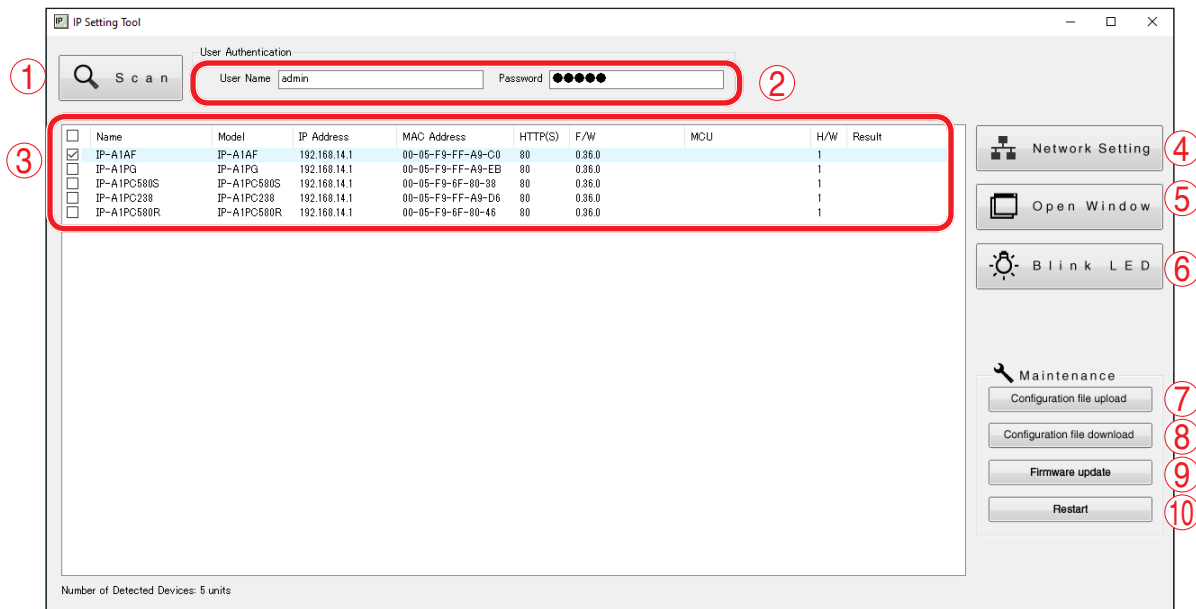 IP IP Setting Tool
User Authentication
① Scan User Name admin Password ●●●●● ②
③
Name Model IP Address MAC Address HTTP(S) F/W MCU H/W Result
IP-A1AF IP-A1AF 192.168.14.1 00-05-F9-FF-A9-C0 80 0.36.0 1
IP-A1PG IP-A1PG 192.168.14.1 00-05-F9-FF-A9-EB 80 0.36.0 1
IP-A1PC580S IP-A1PC580S 192.168.14.1 00-05-F9-6F-80-38 80 0.36.0 1
IP-A1PC238 IP-A1PC238 192.168.14.1 00-05-F9-FF-A9-D6 80 0.36.0 1
IP-A1PC580R IP-A1PC580R 192.168.14.1 00-05-F9-6F-80-46 80 0.36.0 1
Network Setting ④
Open Window ⑤
Blink LED ⑥
Maintenance
Configuration file upload ⑦
Configuration file download ⑧
Firmware update ⑨
Restart ⑩
Number of Detected Devices: 5 units